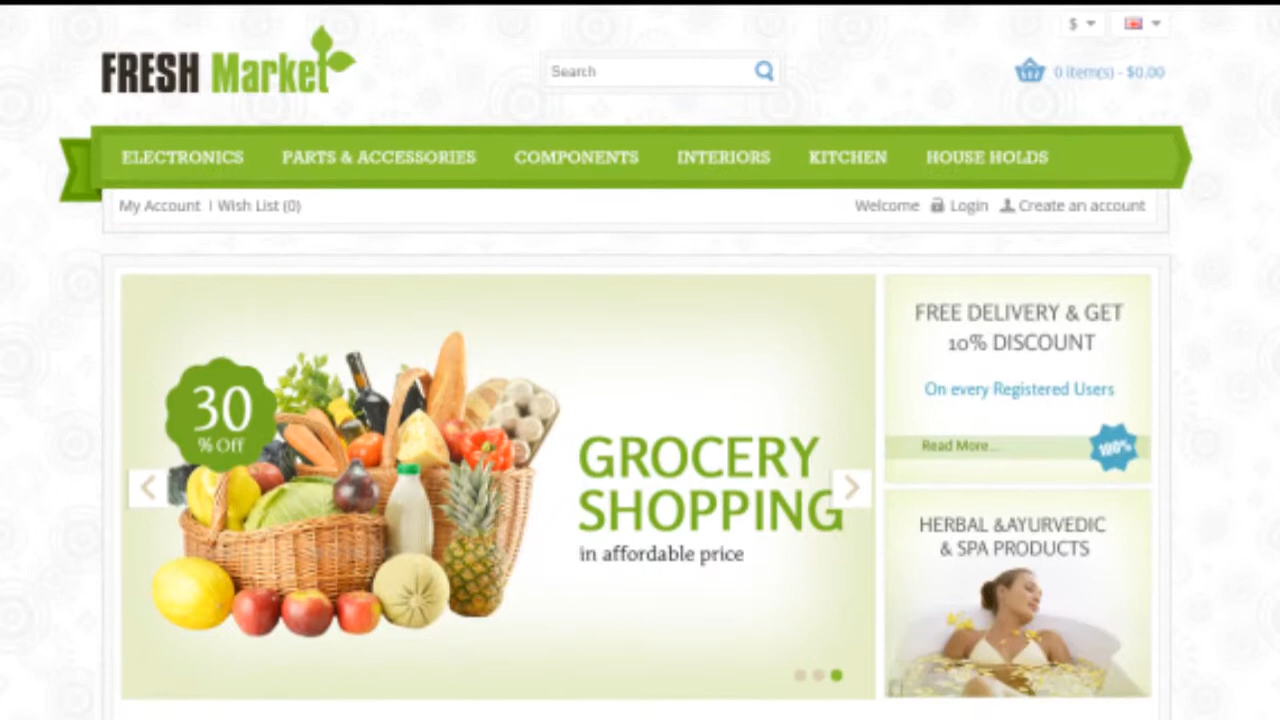 $
FRESH Market
Search
0 item(s) - $0.00
ELECTRONICS PARTS & ACCESSORIES COMPONENTS INTERIORS KITCHEN HOUSE HOLDS
My Account | Wish List (0)
Welcome Login Create an account
30
% Off
GROCERY
SHOPPING
in affordable price
FREE DELIVERY & GET
10% DISCOUNT
On every Registered Users
Read More...
100%
HERBAL &AYURVEDIC
& SPA PRODUCTS